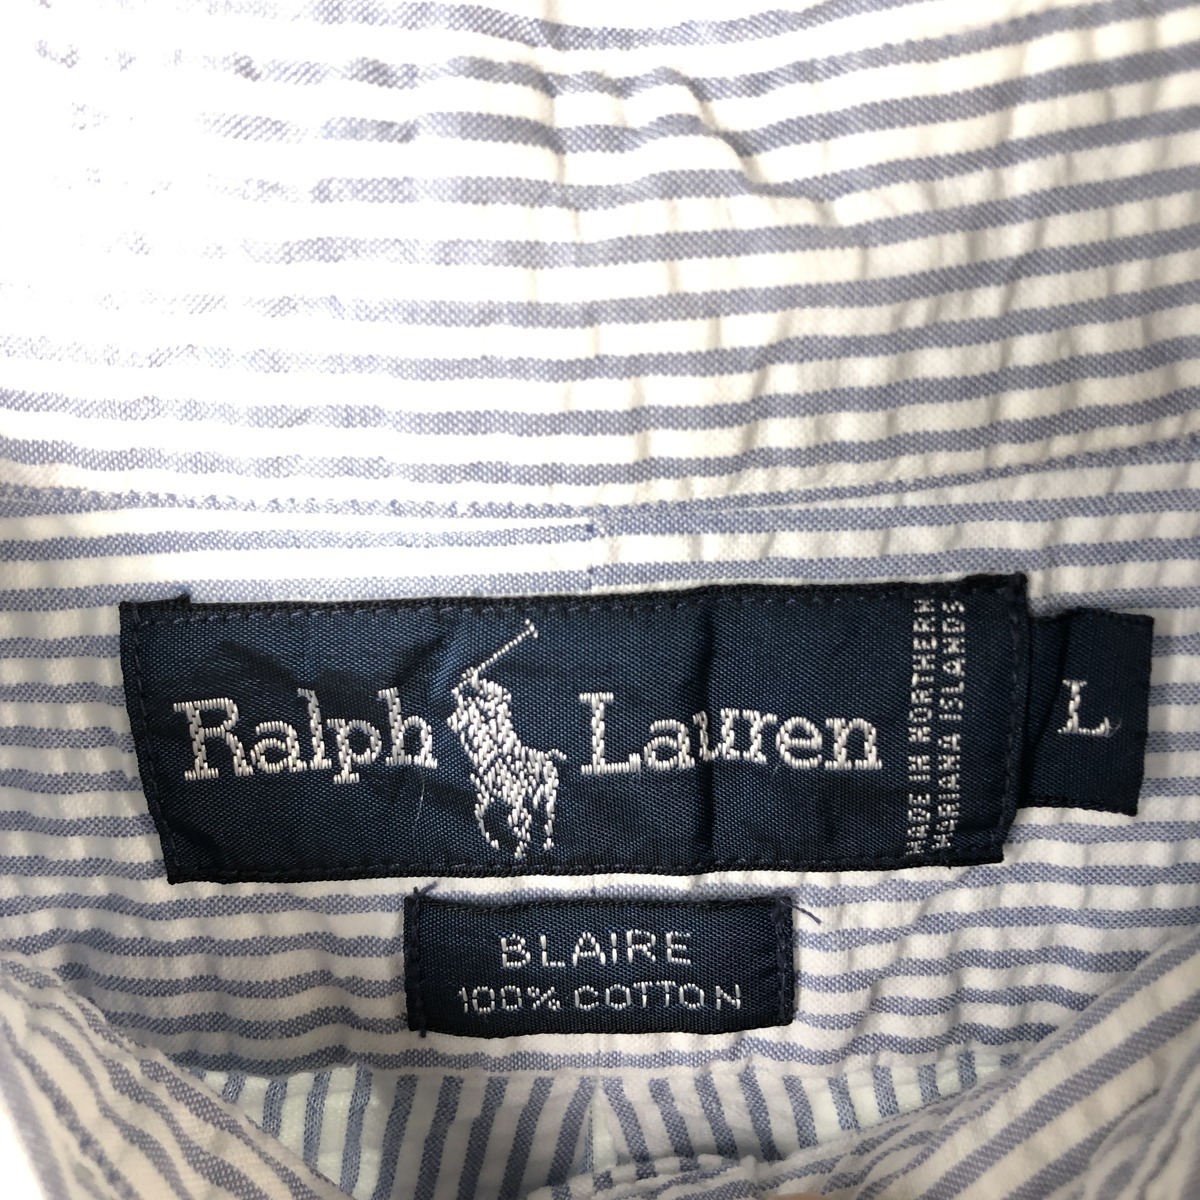 Ralph Lauren
MADE IN NORTHERN
MARIANA ISLANDS
L
BLAIRE
100% COTTON